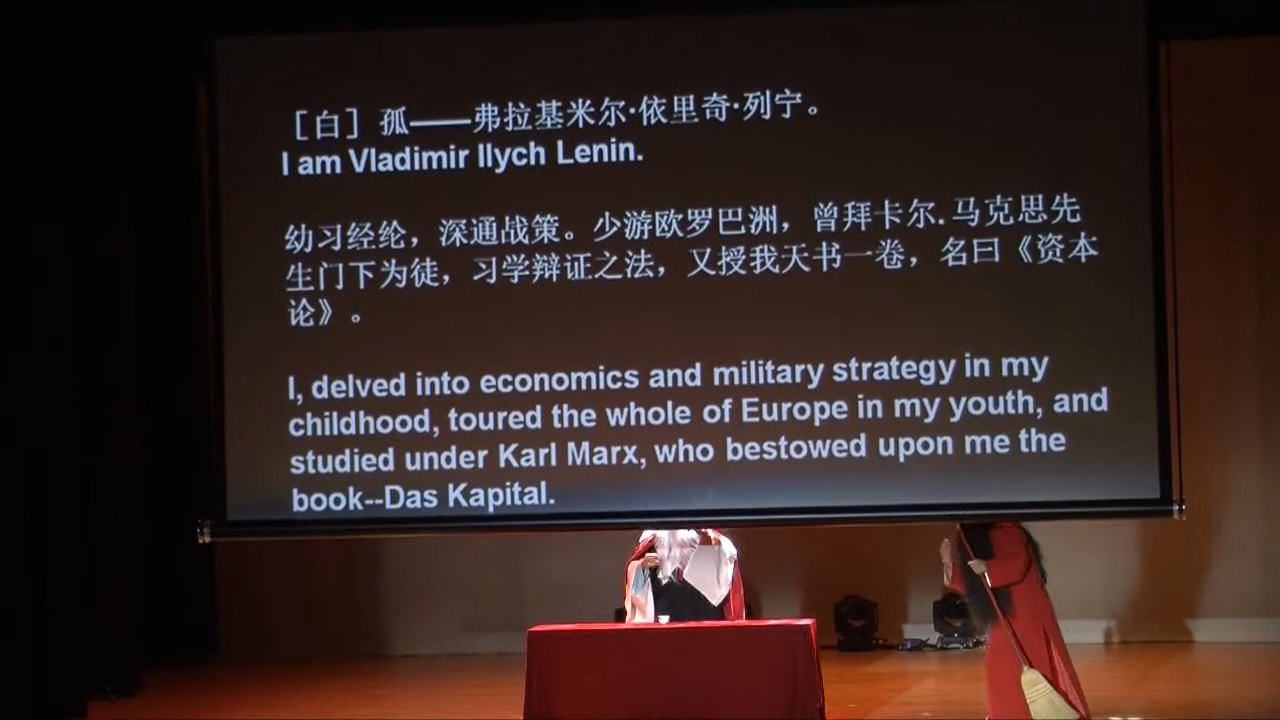 ［白］孤——弗拉基米尔·依里奇·列宁。
I am Vladimir Ilych Lenin.
幼习经纶，深通战策。少游欧罗巴洲，曾拜卡尔.马克思先
生门下为徒，习学辩证之法，又授我天书一卷，名曰《资本
论》。
I, delved into economics and military strategy in my
childhood, toured the whole of Europe in my youth, and
studied under Karl Marx, who bestowed upon me the
book--Das Kapital.